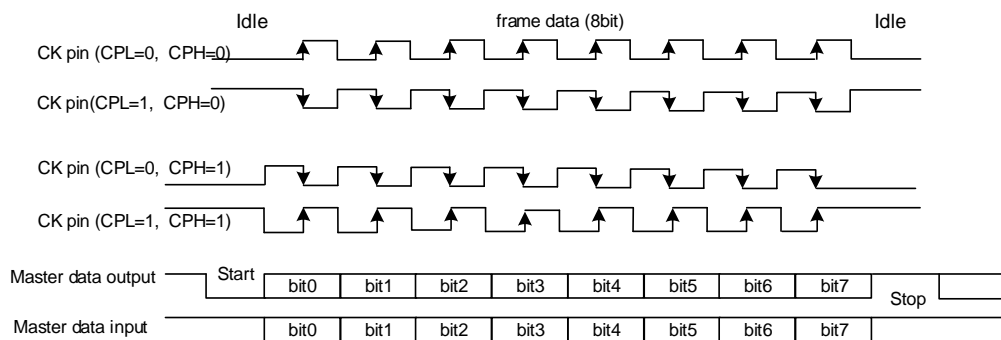 Idle frame data (8bit) Idle
CK pin (CPL=0, CPH=0)
CK pin(CPL=1, CPH=0)
CK pin (CPL=0, CPH=1)
CK pin (CPL=1, CPH=1)
Master data output Start bit0 bit1 bit2 bit3 bit4 bit5 bit6 bit7 Stop
Master data input bit0 bit1 bit2 bit3 bit4 bit5 bit6 bit7